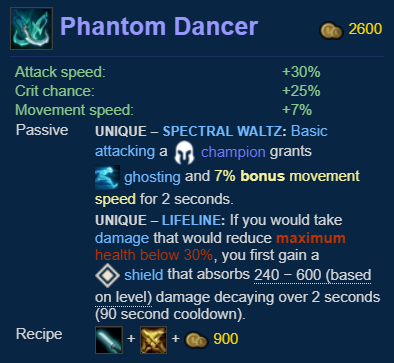 Phantom Dancer 2600
Attack speed: +30%
Crit chance: +25%
Movement speed: +7%
Passive UNIQUE – SPECTRAL WALTZ: Basic
attacking a champion grants
ghosting and 7% bonus movement
speed for 2 seconds.
UNIQUE – LIFELINE: If you would take
damage that would reduce maximum
health below 30%, you first gain a
shield that absorbs 240 − 600 (based
on level) damage decaying over 2 seconds
(90 second cooldown).
Recipe + + 900